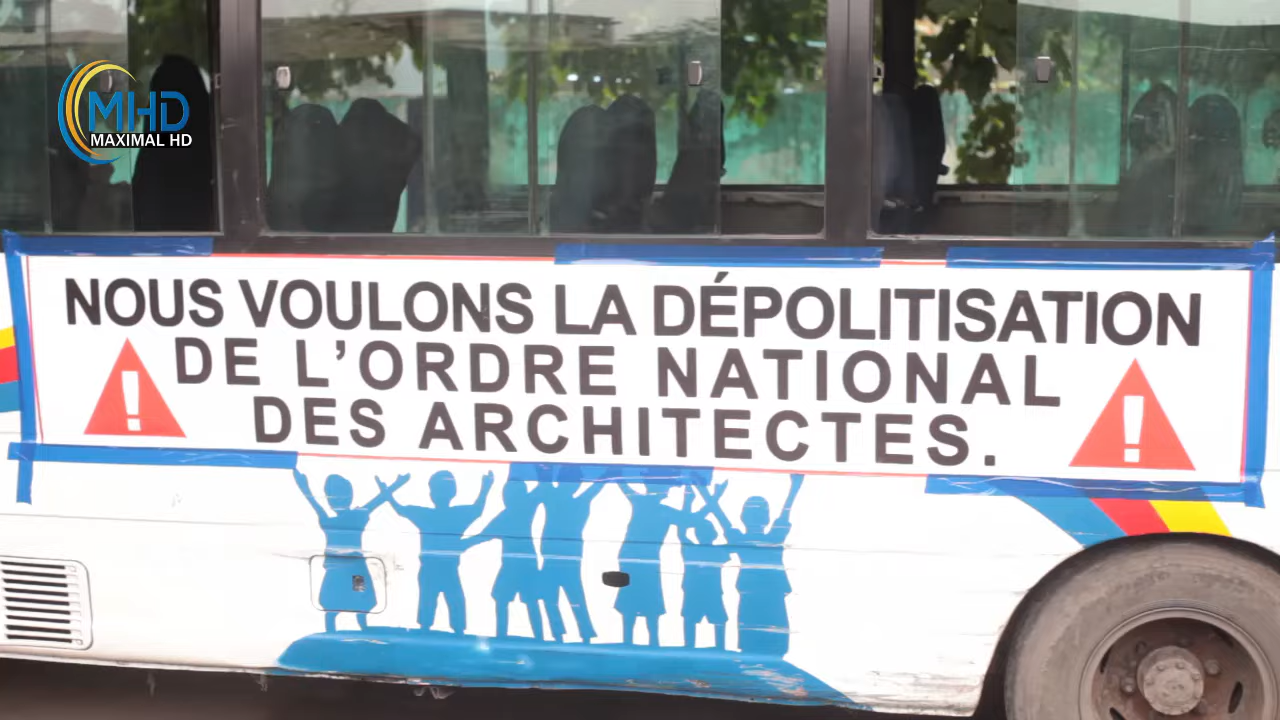 MHD
MAXIMAL HD
NOUS VOULONS LA DÉPOLITISATION
DE L'ORDRE NATIONAL
DES ARCHITECTES.